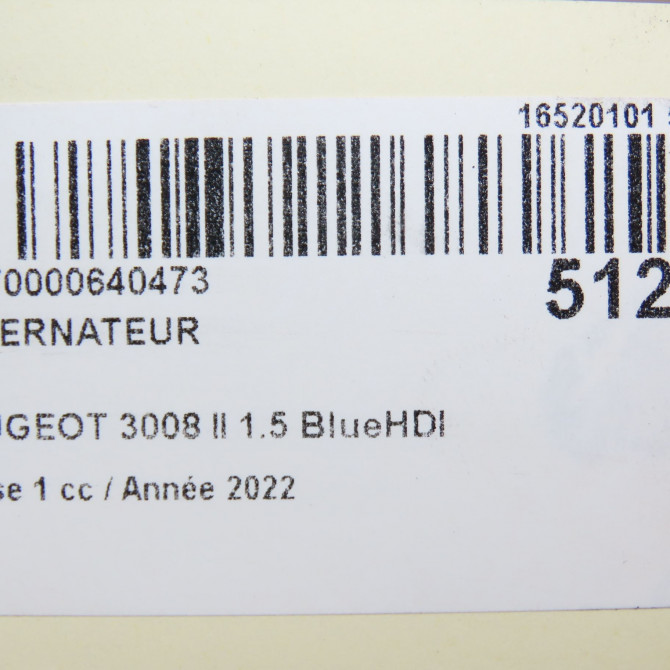 16520101
70000640473
512
ERNATEUR
UGEOT 3008 II 1.5 BlueHDI
se 1 cc / Année 2022